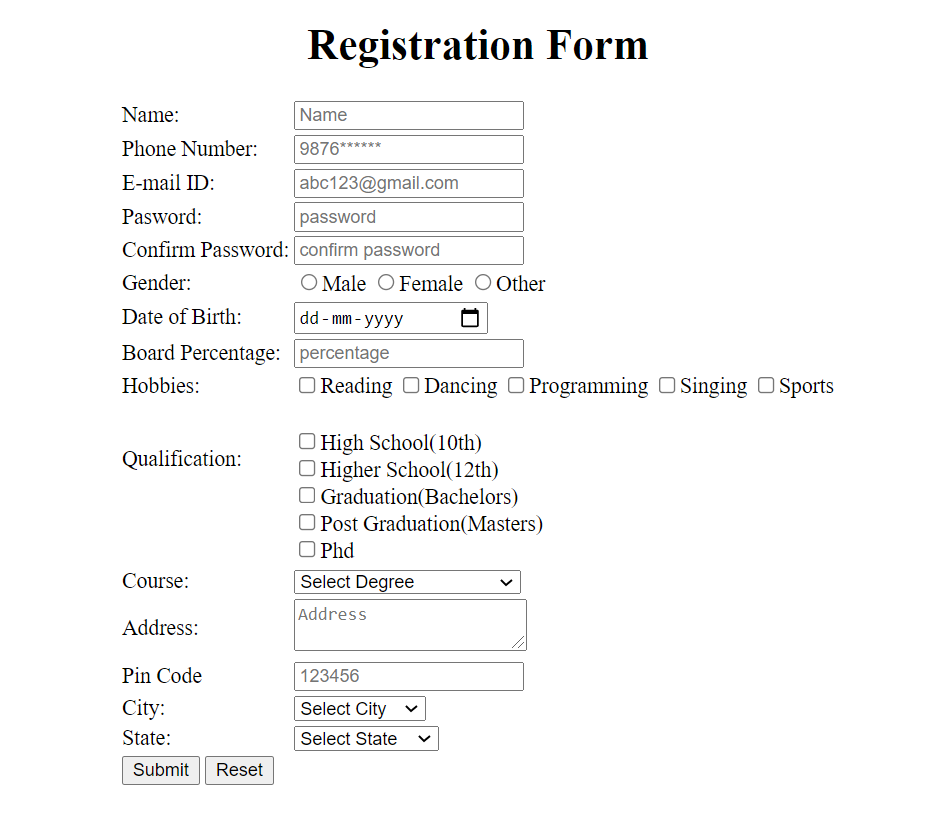 Registration Form
Name: Name
Phone Number: 9876******
E-mail ID: abc123@gmail.com
Pasword: password
Confirm Password: confirm password
Gender: Male Female Other
Date of Birth: dd-mm-yyyy
Board Percentage: percentage
Hobbies: Reading Dancing Programming Singing Sports
Qualification:
High School(10th)
Higher School(12th)
Graduation(Bachelors)
Post Graduation(Masters)
Phd
Course: Select Degree
Address: Address
Pin Code 123456
City: Select City
State: Select State
Submit Reset